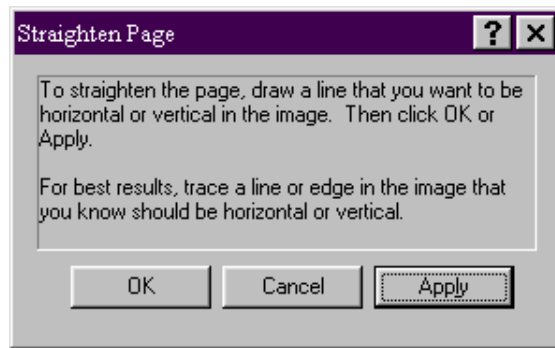 Straighten Page
To straighten the page, draw a line that you want to be
horizontal or vertical in the image.  Then click OK or
Apply.
For best results, trace a line or edge in the image that
you know should be horizontal or vertical.
OK Cancel Apply